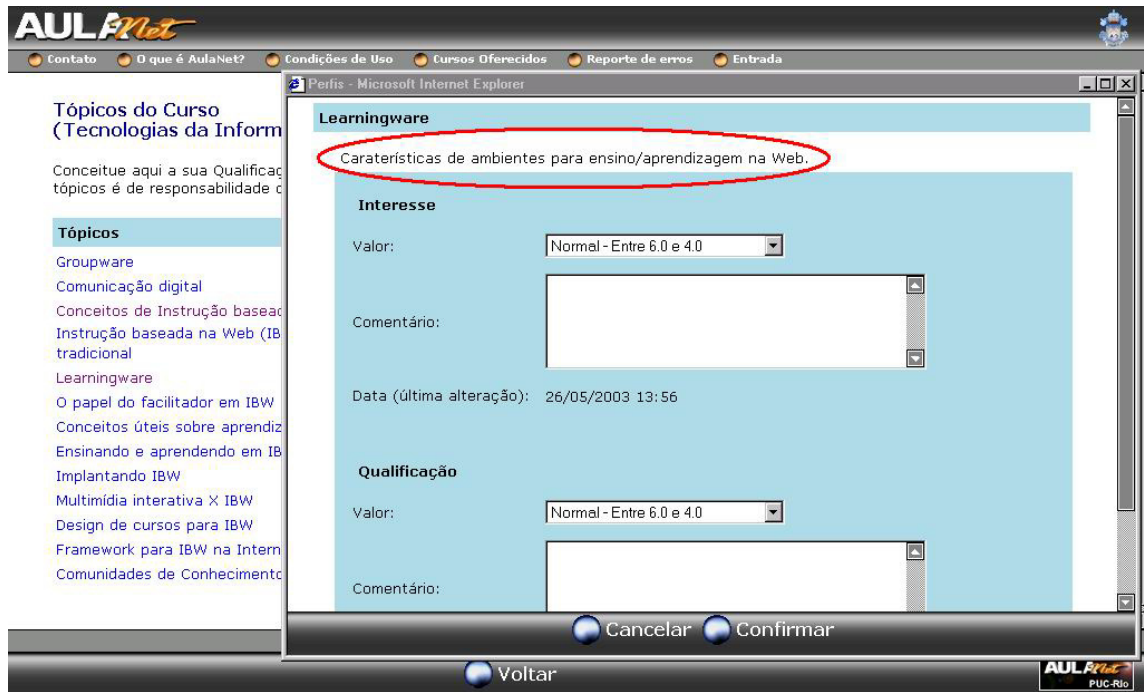 AULANet
Contato O que é AulaNet? Condições de Uso Cursos Oferecidos Reporte de erros Entrada
Tópicos do Curso
(Tecnologias da Inform
Conceitue aqui a sua Qualificaç
tópicos é de responsabilidade
Tópicos
Groupware
Comunicação digital
Conceitos de Instrução basead
Instrução baseada na Web (IB
tradicional
Learningware
O papel do facilitador em IBW
Conceitos úteis sobre aprendiz
Ensinando e aprendendo em IB
Implantando IBW
Multimídia interativa X IBW
Design de cursos para IBW
Framework para IBW na Intern
Comunidades de Conhecimento
Perfis - Microsoft Internet Explorer
Learningware
Caraterísticas de ambientes para ensino/aprendizagem na Web.
Interesse
Valor: Normal - Entre 6.0 e 4.0
Comentário:
Data (última alteração): 26/05/2003 13:56
Qualificação
Valor: Normal - Entre 6.0 e 4.0
Comentário:
Cancelar Confirmar
Voltar
AULANet
PUC-Rio